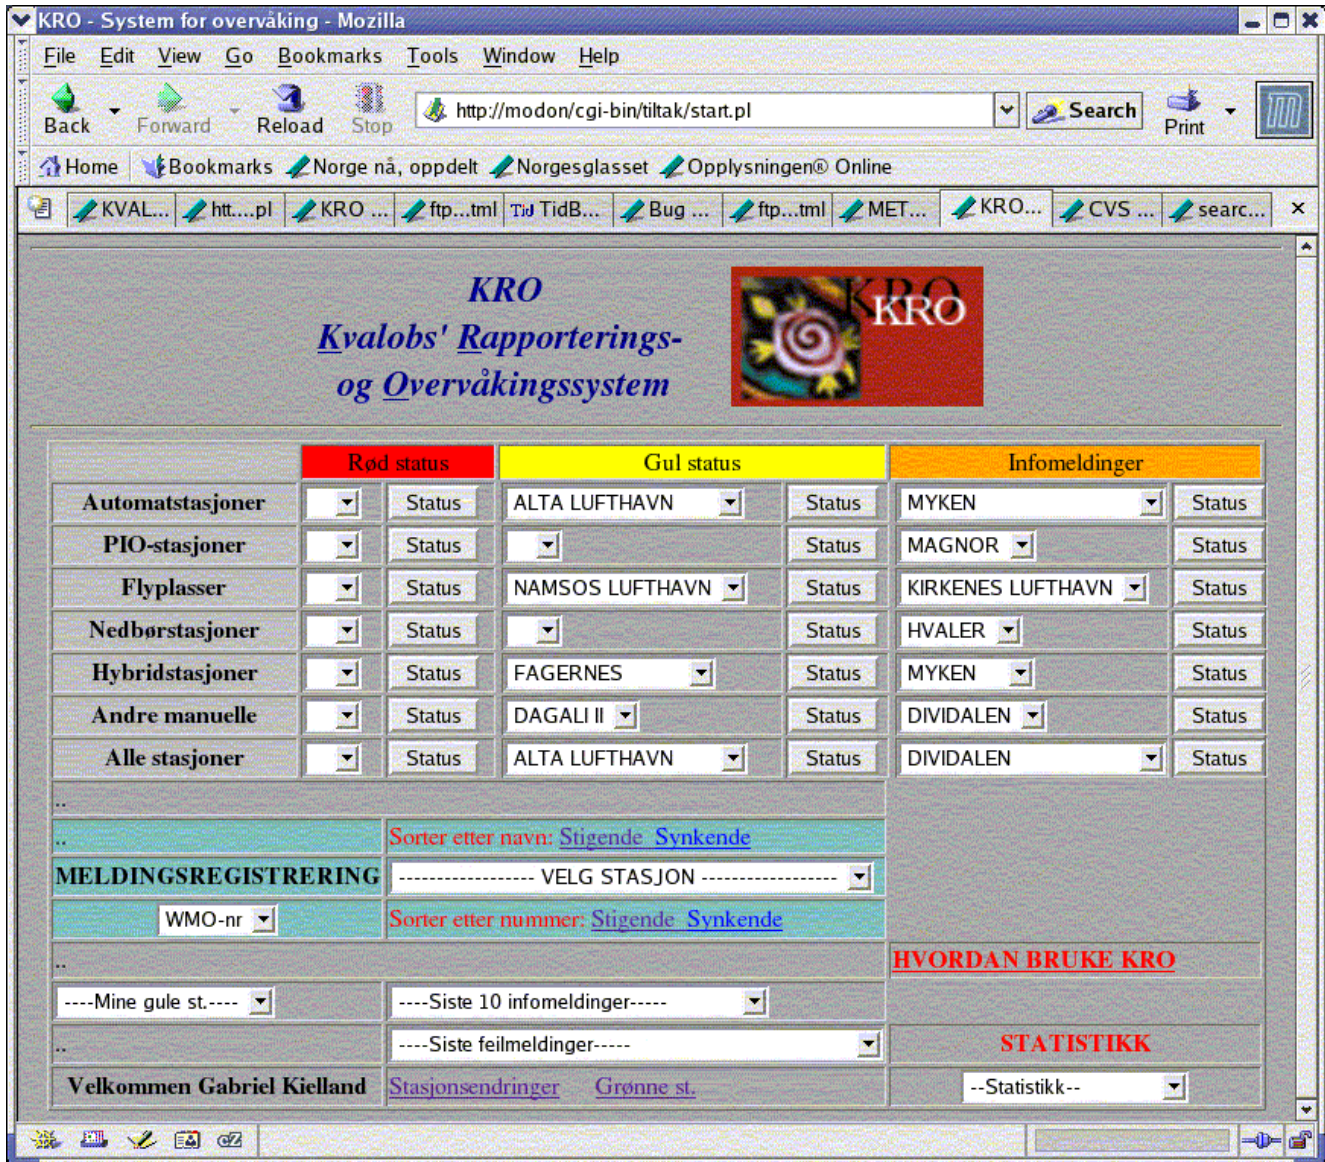 KRO - System for overvåking - Mozilla
File Edit View Go Bookmarks Tools Window Help
Back Forward Reload Stop http://modon/cgi-bin/tiltak/start.pl Search Print
Home Bookmarks Norge nå, oppdelt Norgesglasset Opplysningen® Online
KVAL... htt....pl KRO ... ftp...tml TidB... Bug ... ftp...tml MET... KRO... CVS ... searc...
KRO
Kvalobs' Rapporterings-
og Overvåkingssystem
KRO
KRO
Rød status Gul status Infomeldinger
Automatstasjoner Status ALTA LUFTHAVN Status MYKEN Status
PIO-stasjoner Status Status MAGNOR Status
Flyplasser Status NAMSOS LUFTHAVN Status KIRKENES LUFTHAVN Status
Nedbørstasjoner Status Status HVALER Status
Hybridstasjoner Status FAGERNES Status MYKEN Status
Andre manuelle Status DAGALI II Status DIVIDALEN Status
Alle stasjoner Status ALTA LUFTHAVN Status DIVIDALEN Status
..
.. Sorter etter navn: Stigende Synkende
MELDINGSREGISTRERING ------------------ VELG STASJON ------------------
WMO-nr Sorter etter nummer: Stigende Synkende
.. HVORDAN BRUKE KRO
----Mine gule st.---- ----Siste 10 infomeldinger-----
.. ----Siste feilmeldinger----- STATISTIKK
Velkommen Gabriel Kielland Stasjonsendringer Grønne st. --Statistikk--